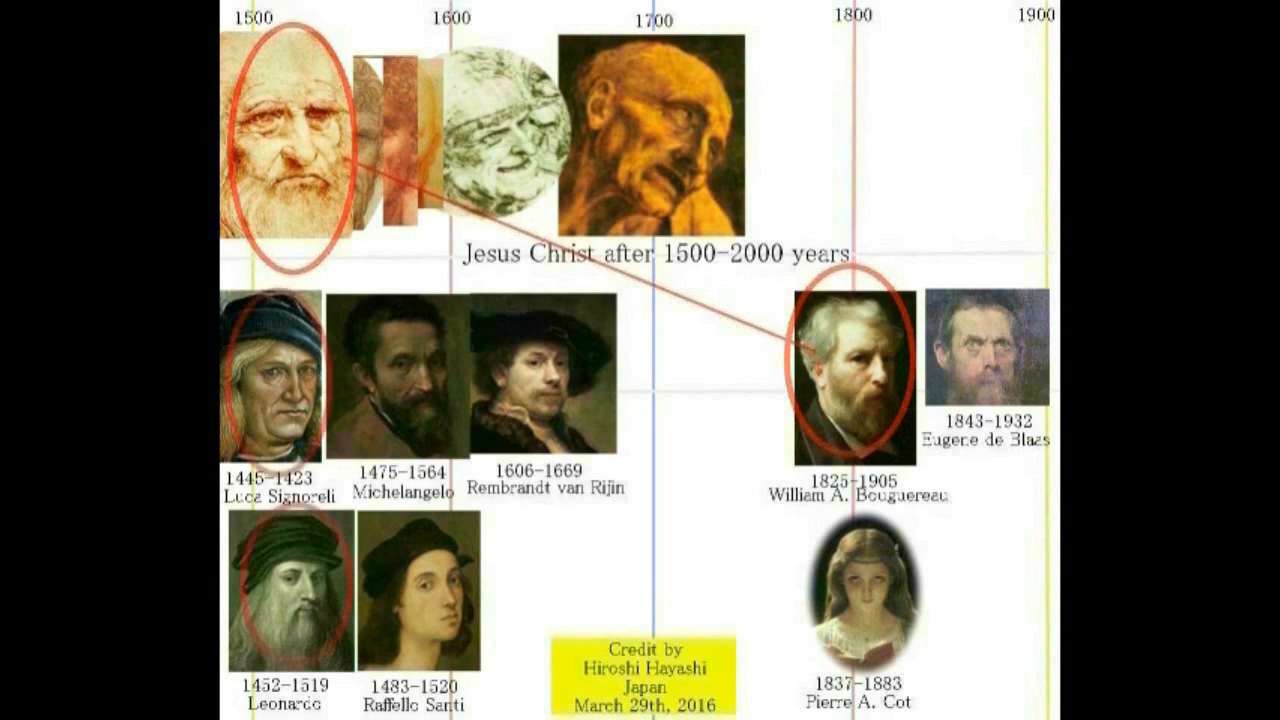 1500 1600 1700 1800 1900
Jesus Christ after 1500-2000 years
1445-1423
Luca Signoreli
1475-1564
Michelangelo
1606-1669
Rembrandt van Rijin
1825-1905
William A. Bouguereau
1843-1932
Eugene de Blaas
1452-1519
Leonardo
1483-1520
Raffello Santi
Credit by
Hiroshi Hayashi
Japan
March 29th, 2016
1837-1883
Pierre A. Cot